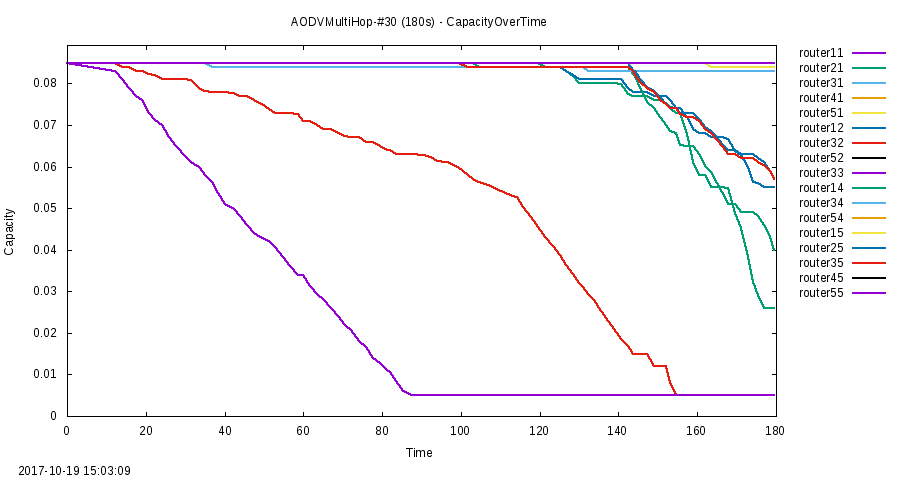 AODVMultiHop-#30 (180s) - CapacityOverTime
router11
router21
router31
router41
router51
router12
router32
router52
router33
router14
router34
router54
router15
router25
router35
router45
router55
Capacity
0.08
0.07
0.06
0.05
0.04
0.03
0.02
0.01
0
0 20 40 60 80 100 120 140 160 180
Time
2017-10-19 15:03:09